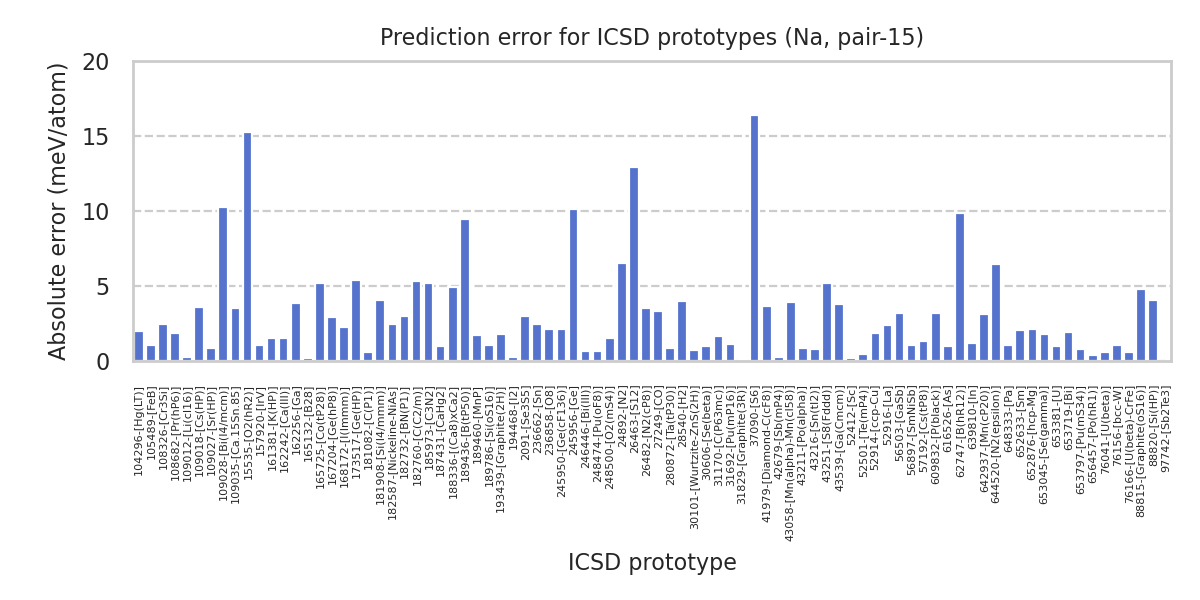 Prediction error for ICSD prototypes (Na, pair-15)
Absolute error (meV/atom)
20
15
10
5
0
104296-[Hg(LT)]
105489-[FeB]
108326-[Cr3Si]
108682-[Pr(hP6)]
109012-[Li(cI16)]
109018-[Cs(HP)]
109027-[Sr(HP)]
109028-[Bi(I4/mcm)]
109035-[Ca.15Sn.85]
15535-[O2(hR2)]
157920-[IrV]
161381-[K(HP)]
162242-[Ca(III)]
162256-[Ga]
165132-[B28]
165725-[Co(tP28)]
167204-[Ge(hP8)]
168172-[I(Immm)]
173517-[Ge(HP)]
181082-[C(P1)]
181908-[Si(I4/mmm)]
182587-[Nickeline-NiAs]
182732-[BN(P1)]
182760-[C(C2/m)]
185973-[C3N2]
187431-[CaHg2]
188336-[(Ca8)xCa2]
189436-[B(tP50)]
189460-[MnP]
189786-[Si(oS16)]
193439-[Graphite(2H)]
194468-[I2]
2091-[Se3S5]
236662-[Sn]
236858-[O8]
245950-[Ge(cF136)]
245956-[Ge]
246446-[Bi(III)]
248474-[Pu(oF8)]
248500-[O2(mS4)]
24892-[N2]
26463-[S12]
26482-[N2(cP8)]
27249-[CO]
280872-[Ta(tP30)]
28540-[H2]
30101-[Wurtzite-ZnS(2H)]
30606-[Se(beta)]
31170-[C(P63mc)]
31692-[Pu(mP16)]
31829-[Graphite(3R)]
37090-[S6]
41979-[Diamond-C(cF8)]
42679-[Sb(mP4)]
43058-[Mn(alpha)-Mn(cI58)]
43211-[Po(alpha)]
43216-[Sn(tI2)]
43251-[S8(Fddd)]
43539-[Ga(Cmcm)]
52412-[Sc]
52501-[Te(mP4)]
52914-[ccp-Cu]
52916-[La]
56503-[GaSb]
56897-[SmNiSb]
57192-[Cs(tP8)]
609832-[P(black)]
616526-[As]
62747-[B(hR12)]
639810-[In]
642937-[Mn(cP20)]
644520-[N2(epsilon)]
648333-[Pa]
652633-[Sm]
652876-[hcp-Mg]
653045-[Se(gamma)]
653381-[U]
653719-[Bi]
653797-[Pu(mS34)]
656457-[Po(hR1)]
76041-[U(beta)]
76156-[bcc-W]
76166-[U(beta)-CrFe]
88815-[Graphite(oS16)]
88820-[Si(HP)]
97742-[Sb2Te3]
ICSD prototype